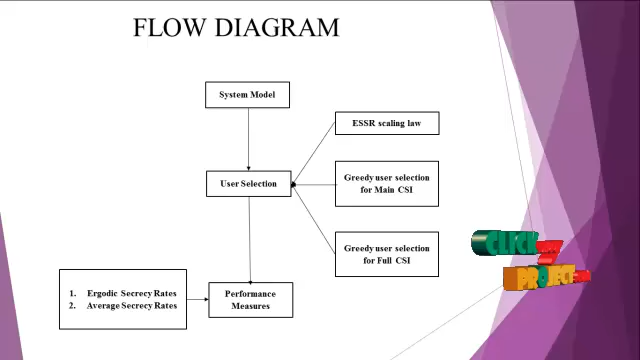 FLOW DIAGRAM
System Model
ESSR scaling law
User Selection
Greedy user selection
for Main CSI
Greedy user selection
for Full CSI
1. Ergodic Secrecy Rates
2. Average Secrecy Rates
Performance
Measures
CLICK
PROJECT